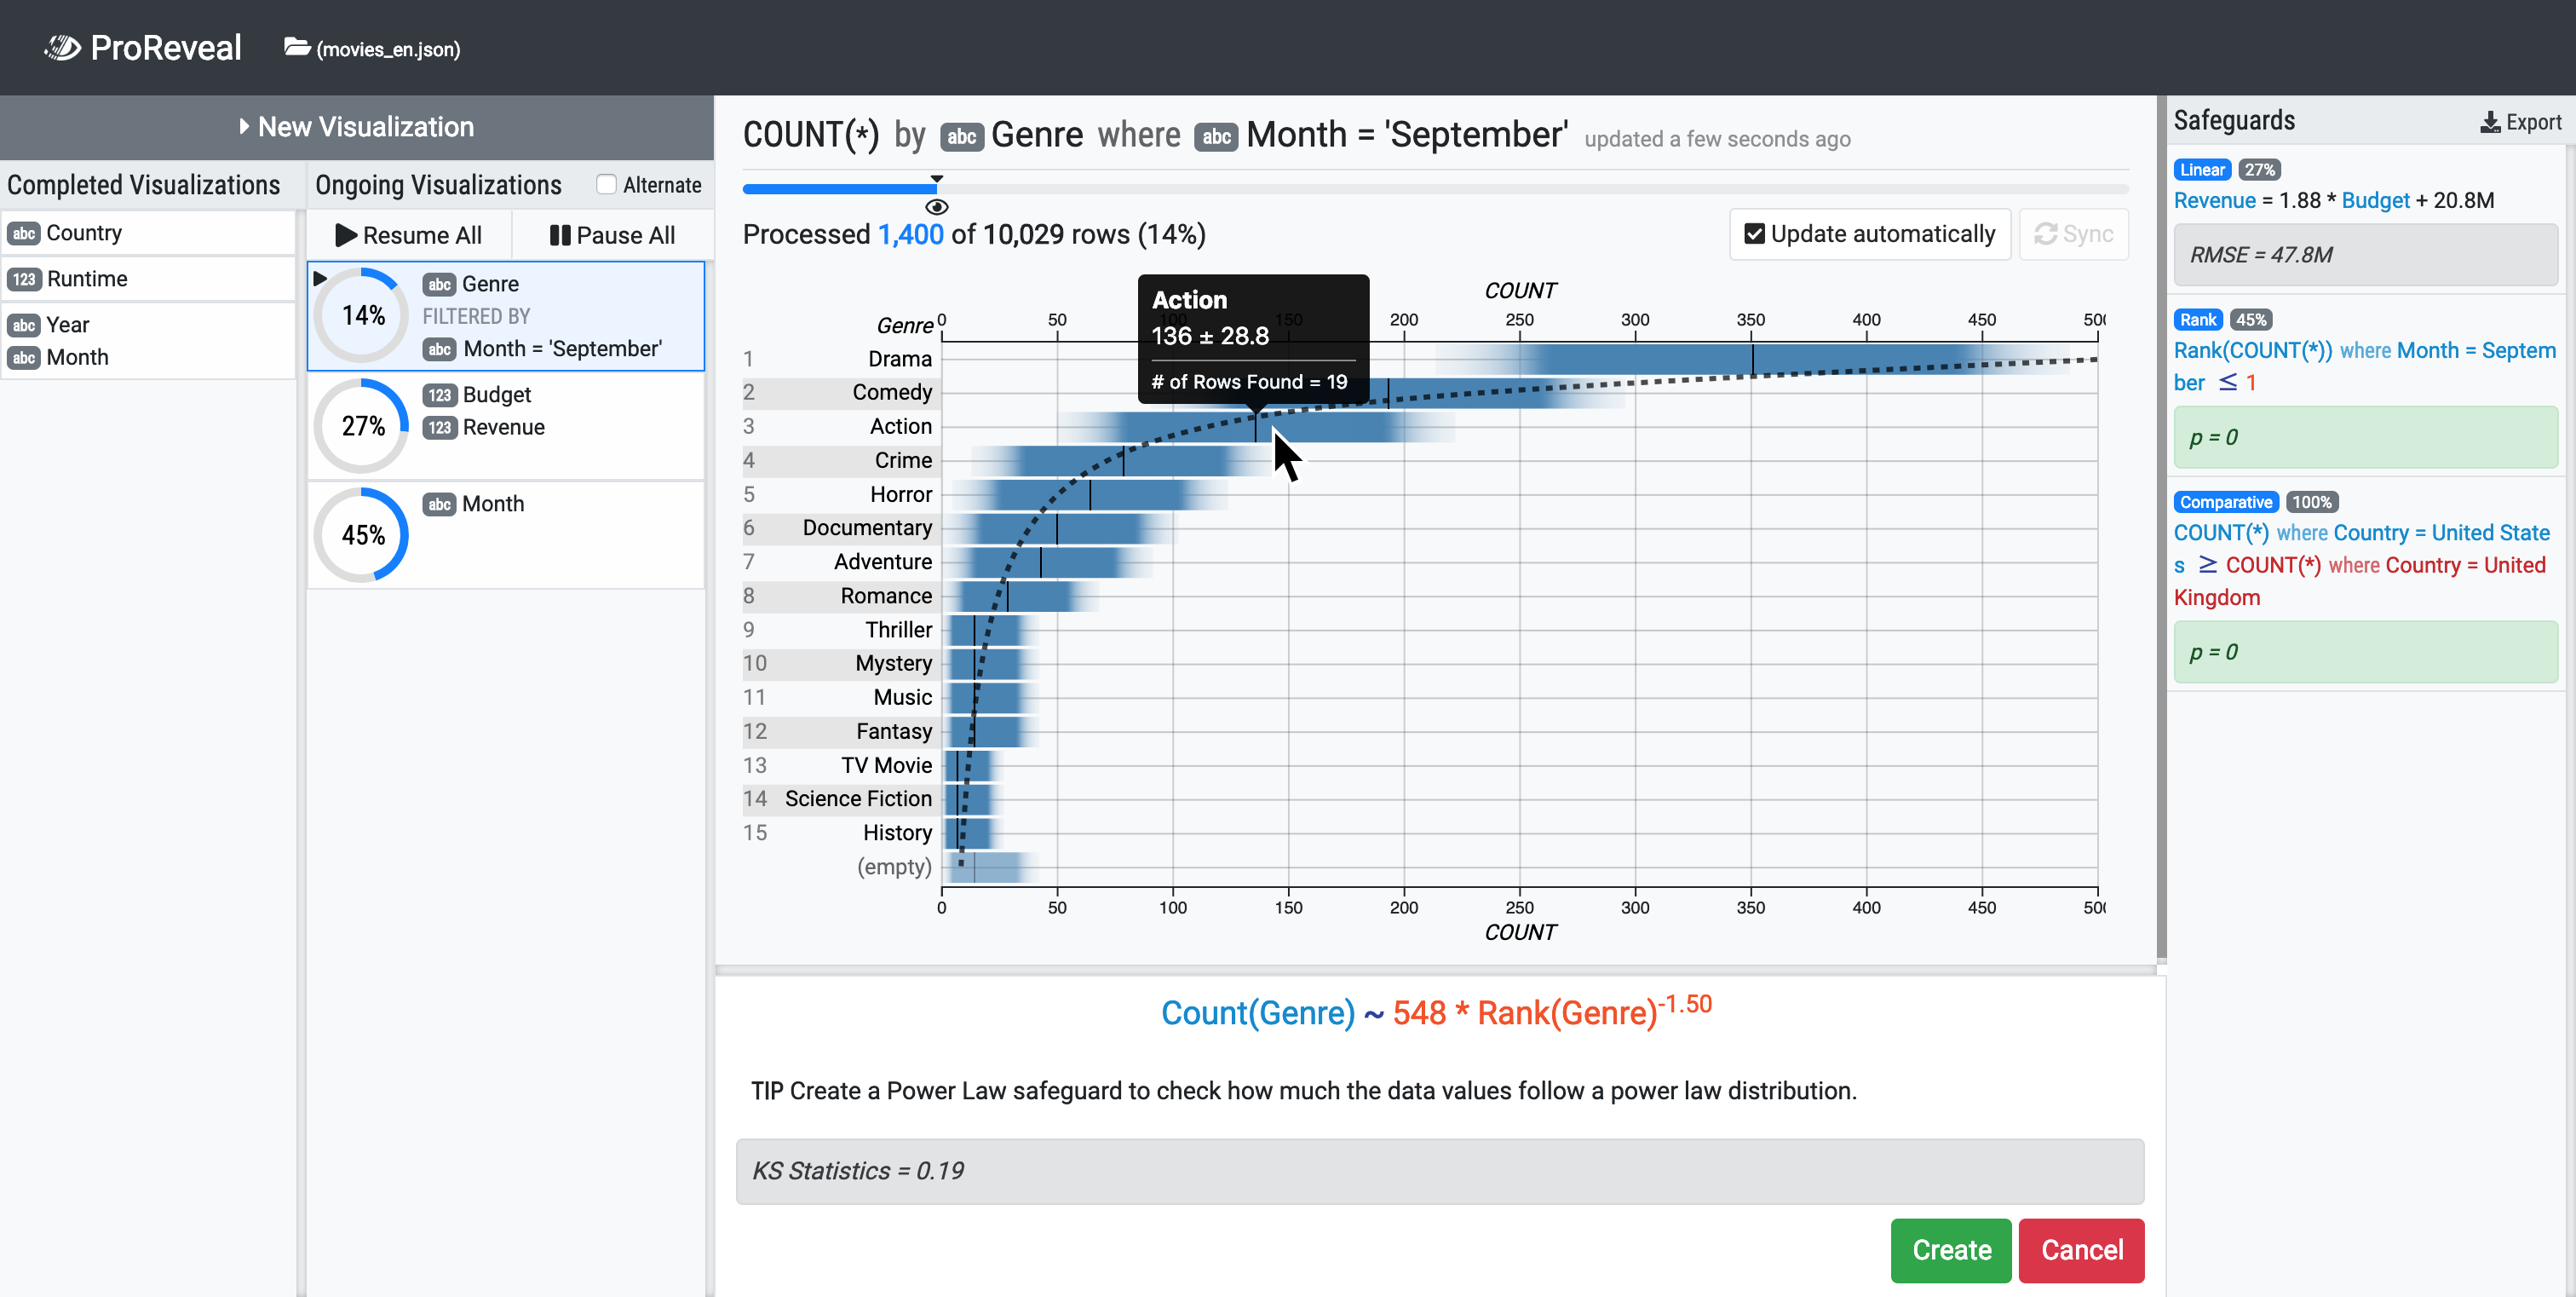 ProReveal (movies_en.json)
New Visualization
Completed Visualizations
abc Country
123 Runtime
abc Year
abc Month
Ongoing Visualizations Alternate
Resume All Pause All
14%
abc Genre
FILTERED BY
abc Month = 'September'
27%
123 Budget
123 Revenue
45%
abc Month
COUNT(*) by abc Genre where abc Month = 'September' updated a few seconds ago
Processed 1,400 of 10,029 rows (14%)
Update automatically Sync
COUNT
Genre 0 50 100 150 200 250 300 350 400 450 500
Action
136 ± 28.8
# of Rows Found = 19
1 Drama
2 Comedy
3 Action
4 Crime
5 Horror
6 Documentary
7 Adventure
8 Romance
9 Thriller
10 Mystery
11 Music
12 Fantasy
13 TV Movie
14 Science Fiction
15 History
(empty)
0 50 100 150 200 250 300 350 400 450 500
COUNT
Count(Genre) ~ 548 * Rank(Genre)-1.50
TIP Create a Power Law safeguard to check how much the data values follow a power law distribution.
KS Statistics = 0.19
Create Cancel
Safeguards Export
Linear 27%
Revenue = 1.88 * Budget + 20.8M
RMSE = 47.8M
Rank 45%
Rank(COUNT(*)) where Month = Septem
ber ≤ 1
p = 0
Comparative 100%
COUNT(*) where Country = United State
s ≥ COUNT(*) where Country = United
Kingdom
p = 0